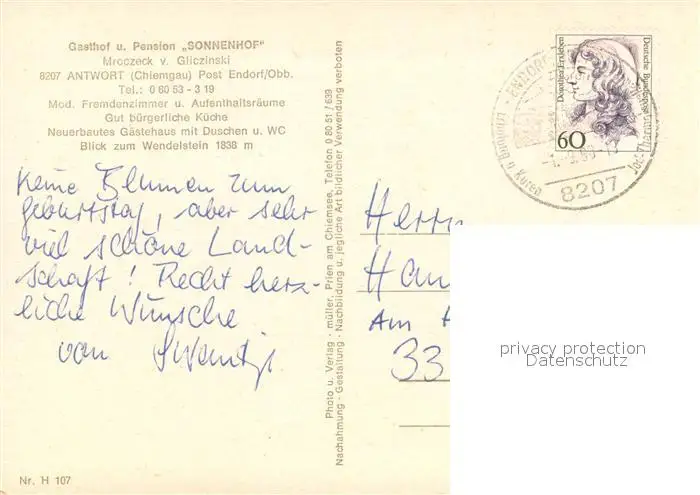 Gasthof u. Pension „SONNENHOF"
Mroczeck v. Gliczinski
8207 ANTWORT (Chiemgau) Post Endorf/Obb.
Tel.: 0 80 53 - 3 19
Mod. Fremdenzimmer u. Aufenthaltsräume
Gut bürgerliche Küche
Neuerbautes Gästehaus mit Duschen u. WC
Blick zum Wendelstein 1838 m
Keine Blumen zum
Geburtstag, aber sehr
viel schöne Land-
schaft! Recht herz-
liche Wünsche
von
Photo u. Verlag · müller, Prien am Chiemsee, Telefon 0 80 51 / 639
Nachahmung - Gestaltung - Nachbildung u. jegliche Art bildlicher Verwendung verboten
Dorothea Erxleben
Deutsche Bundespost
60
8207
Herrn
Han
Am
33
privacy protection
Datenschutz
Nr. H 107